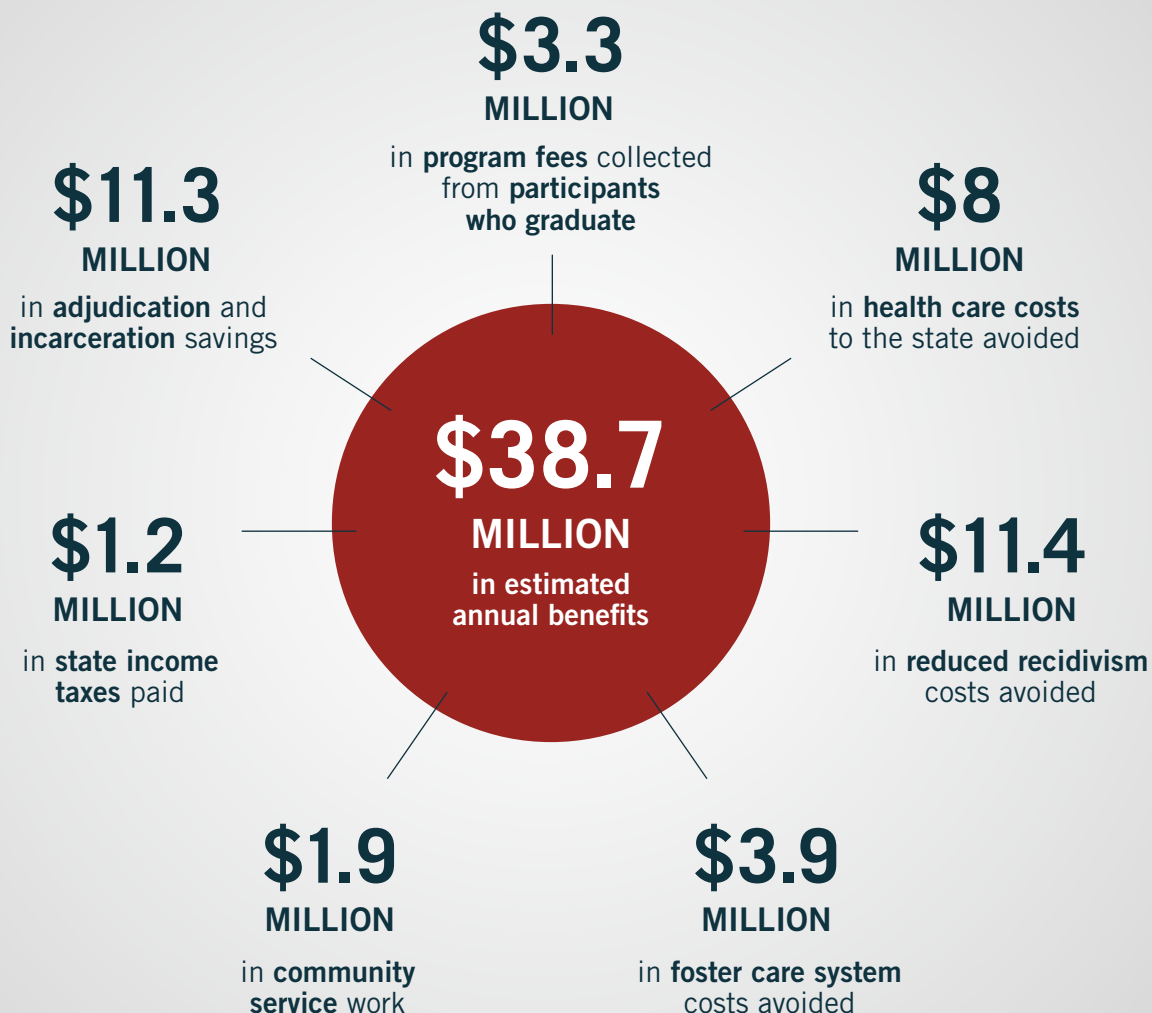 $3.3
MILLION
in program fees collected
from participants
who graduate
$11.3
MILLION
in adjudication and
incarceration savings
$8
MILLION
in health care costs
to the state avoided
$38.7
MILLION
in estimated
annual benefits
$1.2
MILLION
in state income
taxes paid
$11.4
MILLION
in reduced recidivism
costs avoided
$1.9
MILLION
in community
service work
$3.9
MILLION
in foster care system
costs avoided